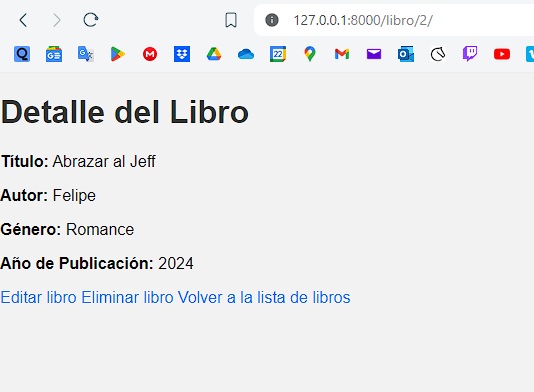 127.0.0.1:8000/libro/2/
22
Detalle del Libro
Título: Abrazar al Jeff
Autor: Felipe
Género: Romance
Año de Publicación: 2024
Editar libro Eliminar libro Volver a la lista de libros